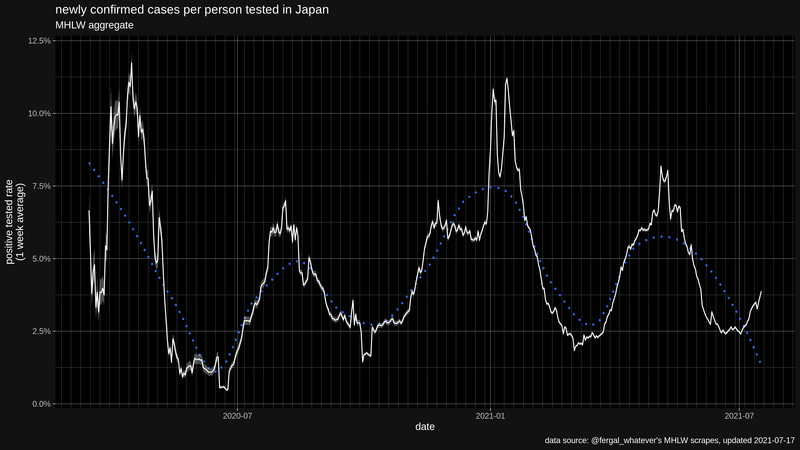 newly confirmed cases per person tested in Japan
MHLW aggregate
12.5%
10.0%
7.5%
5.0%
2.5%
0.0%
positive tested rate
(1 week average)
2020-07
2021-01
2021-07
date
data source: @fergal_whatever's MHLW scrapes, updated 2021-07-17